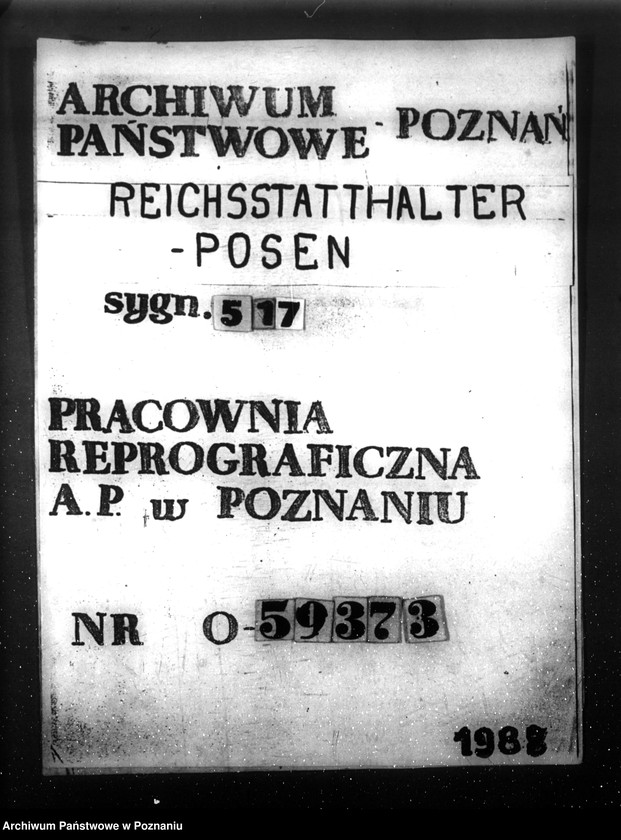 ARCHIWUM
PAŃSTWOWE - POZNAŃ
REICHSSTATTHALTER
-POSEN
sygn. 517
PRACOWNIA
REPROGRAFICZNA
A.P. w POZNANIU
NR O-59373
1988
Archiwum Państwowe w Poznaniu